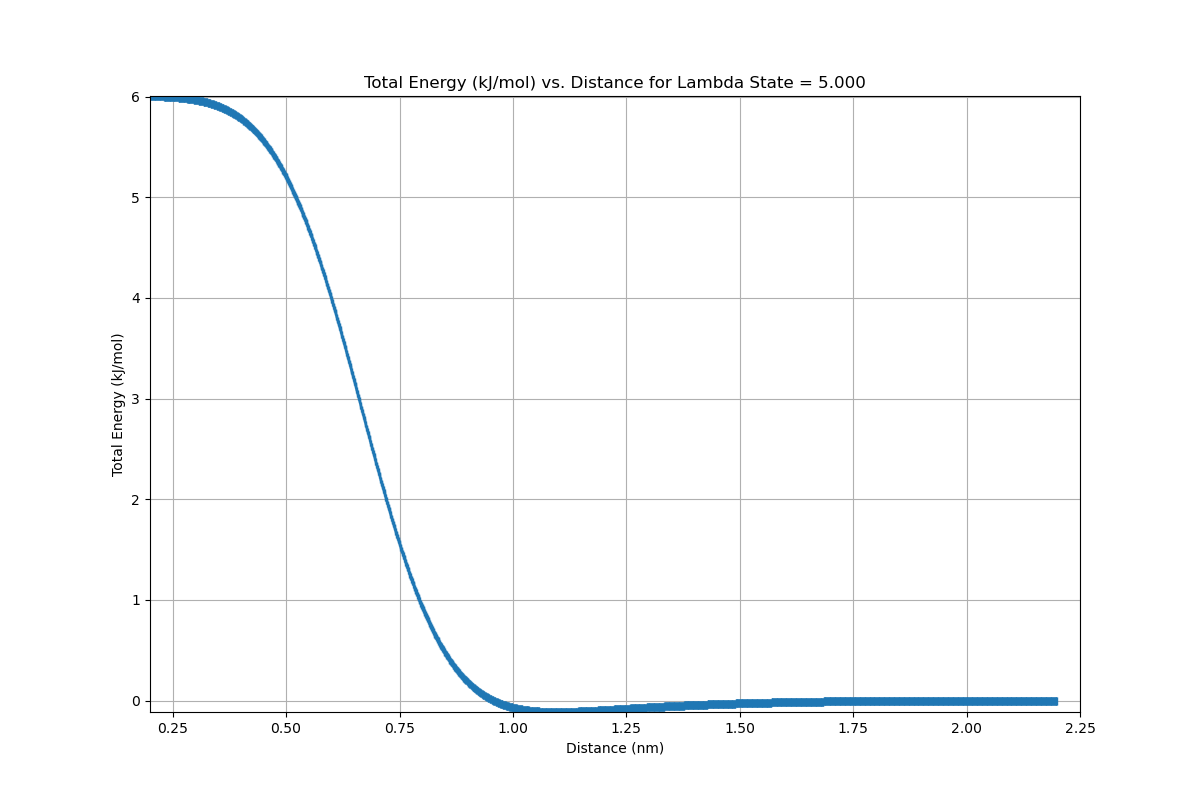 Total Energy (kJ/mol) vs. Distance for Lambda State = 5.000
6
5
4
3
2
1
0
Total Energy (kJ/mol)
0.25 0.50 0.75 1.00 1.25 1.50 1.75 2.00 2.25
Distance (nm)